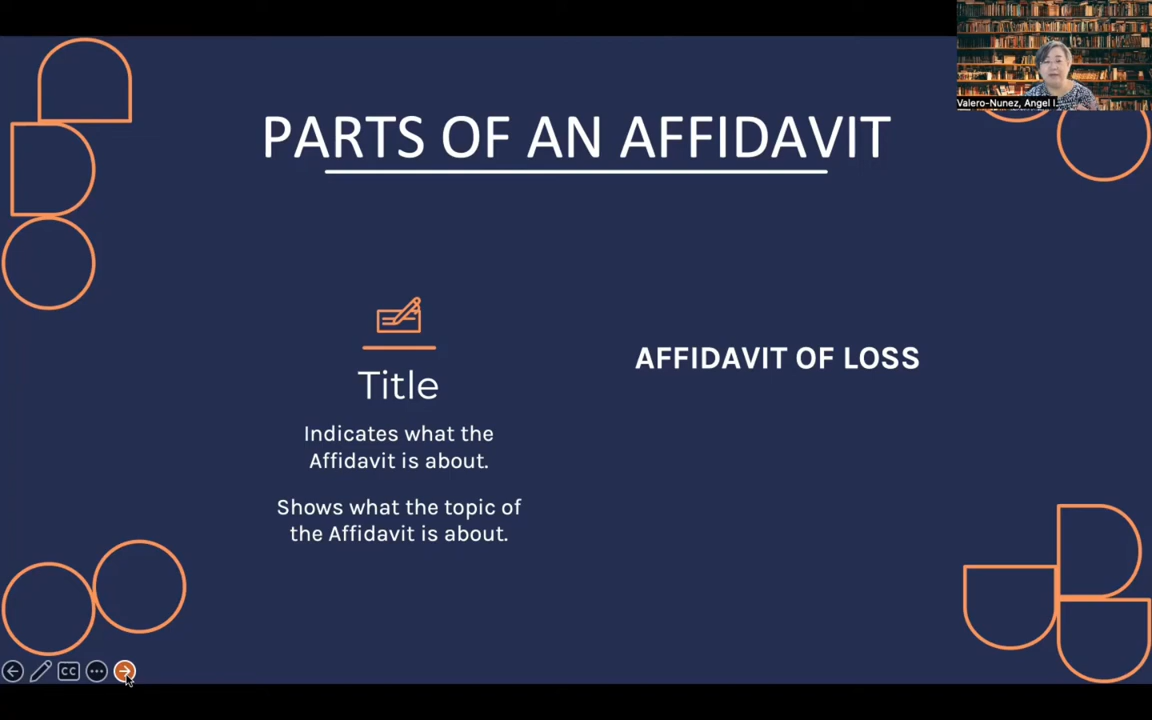 Valero-Nunez, Angel I.
PARTS OF AN AFFIDAVIT
Title
Indicates what the
Affidavit is about.
Shows what the topic of
the Affidavit is about.
AFFIDAVIT OF LOSS
CC